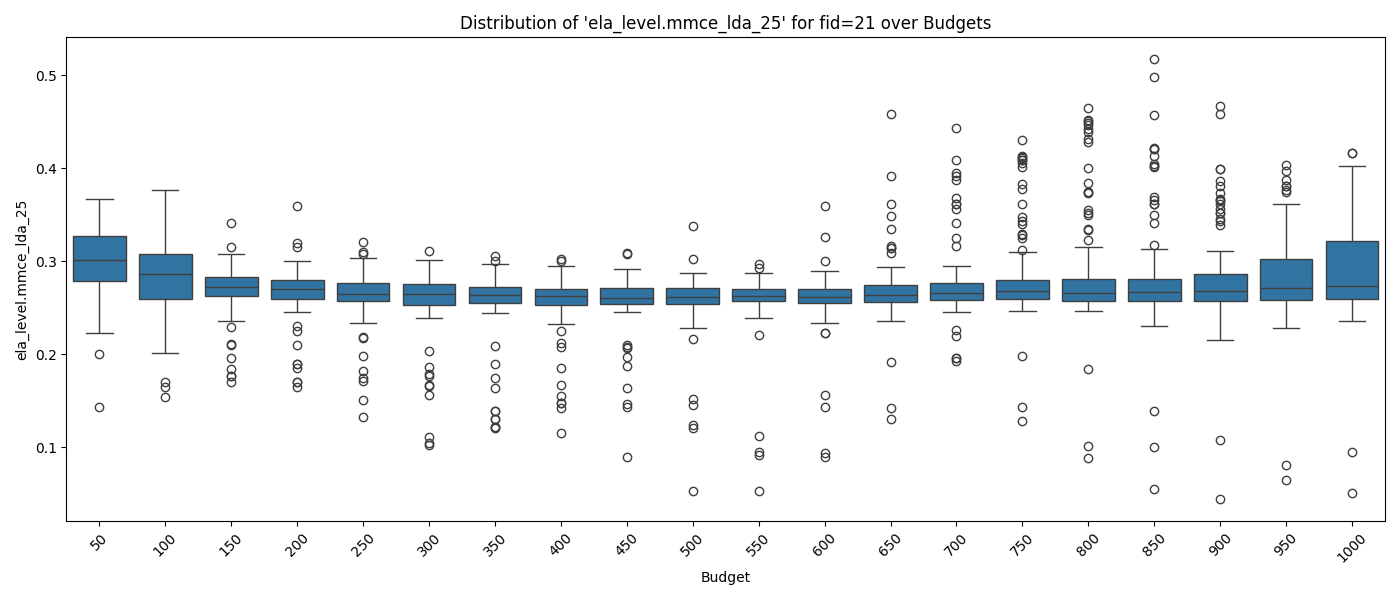 Distribution of 'ela_level.mmce_lda_25' for fid=21 over Budgets
ela_level.mmce_lda_25
0.5
0.4
0.3
0.2
0.1
50 100 150 200 250 300 350 400 450 500 550 600 650 700 750 800 850 900 950 1000
Budget